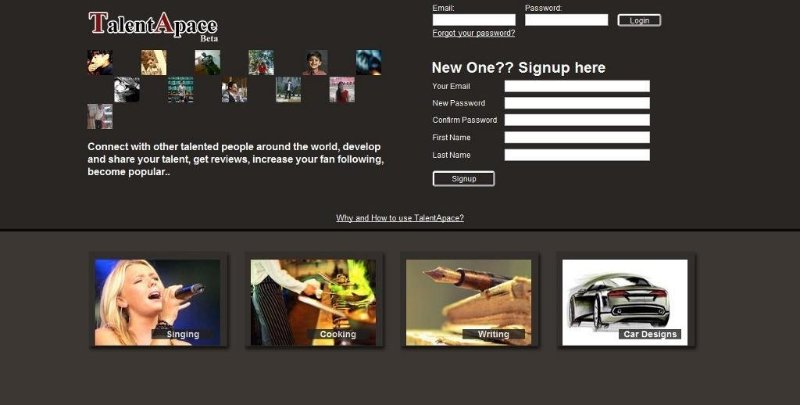 TalentApace
Beta
Email:
Password:
Login
Forgot your password?
New One?? Signup here
Your Email
New Password
Confirm Password
First Name
Last Name
Signup
Connect with other talented people around the world, develop
and share your talent, get reviews, increase your fan following,
become popular..
Why and How to use TalentApace?
Singing
Cooking
Writing
Car Designs